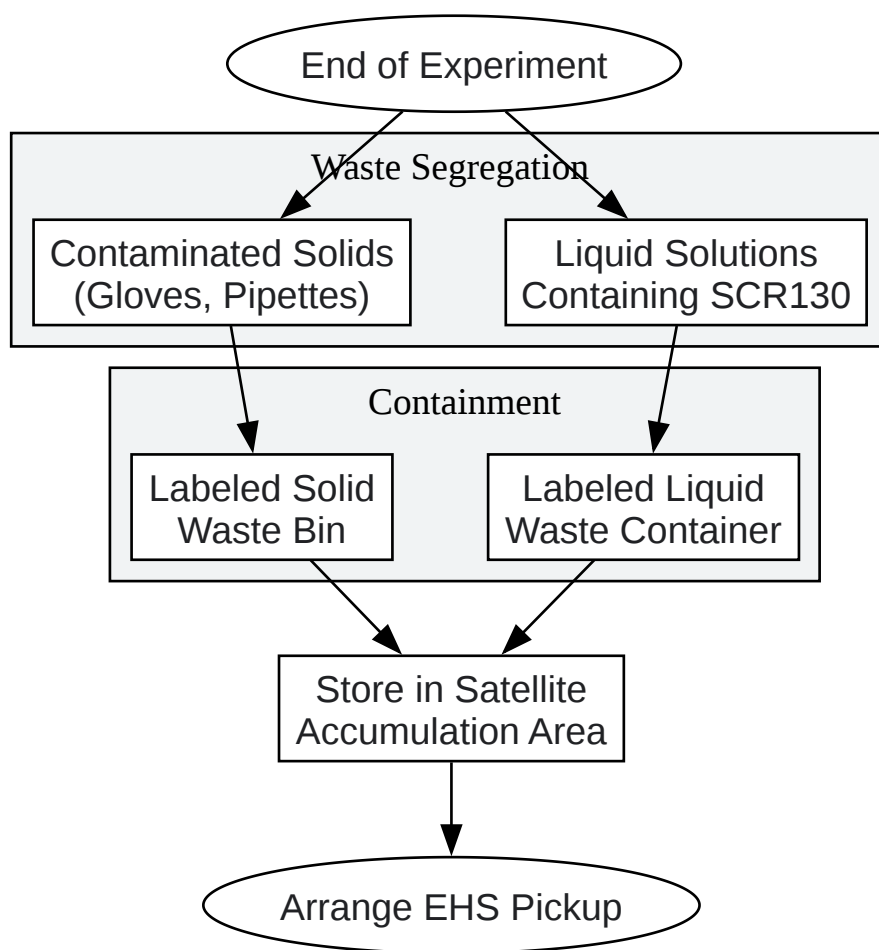 End of Experiment
Waste Segregation
Contaminated Solids
(Gloves, Pipettes)
Liquid Solutions
Containing SCR130
Containment
Labeled Solid
Waste Bin
Labeled Liquid
Waste Container
Store in Satellite
Accumulation Area
Arrange EHS Pickup